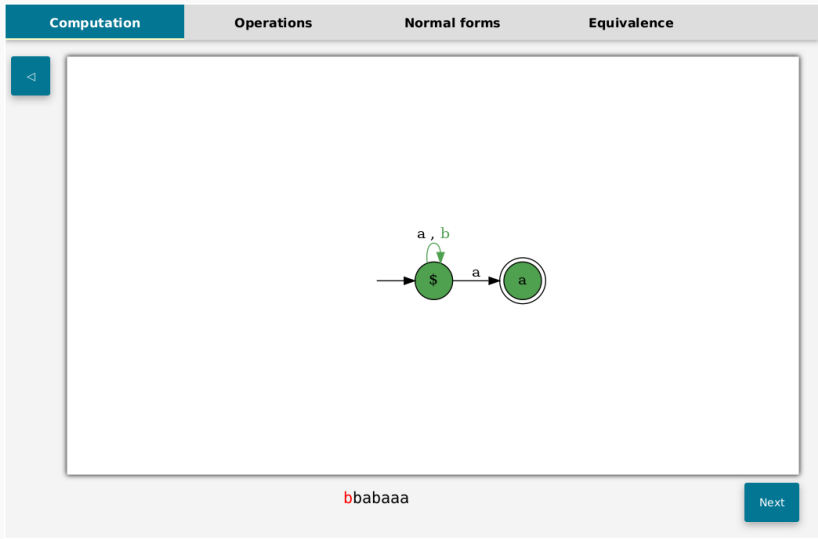 Computation Operations Normal forms Equivalence
◁
a , b
$ a a
bbabaaa
Next